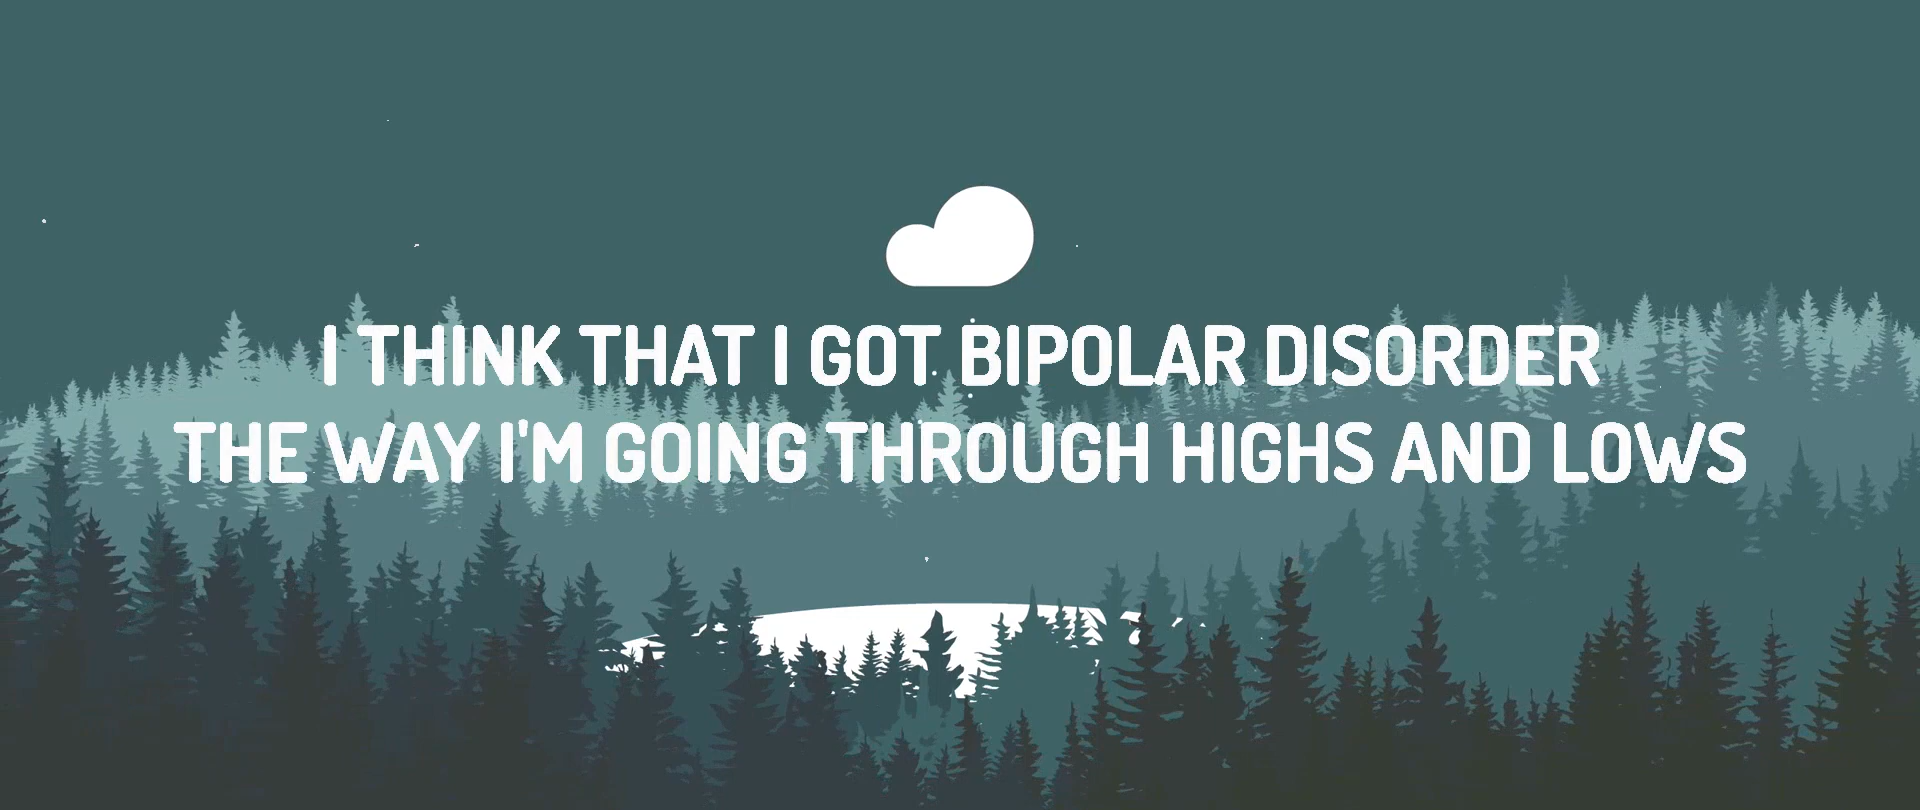 I THINK THAT I GOT BIPOLAR DISORDER
THE WAY I'M GOING THROUGH HIGHS AND LOWS